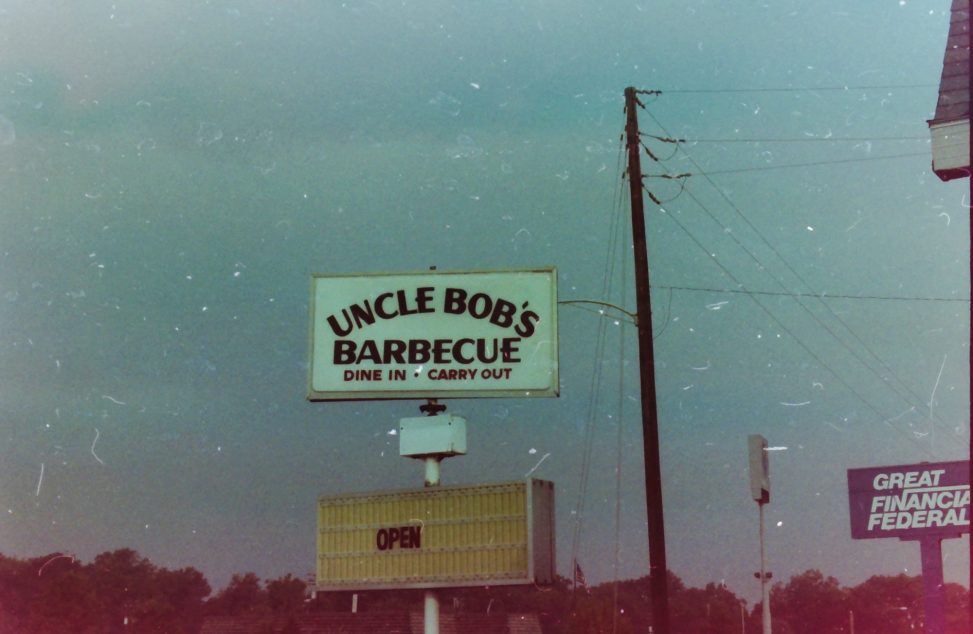 UNCLE BOB'S
BARBECUE
DINE IN · CARRY OUT
OPEN
GREAT
FINANCIA
FEDERAL